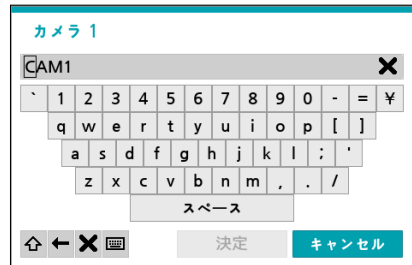 カメラ 1
CAM1
` 1 2 3 4 5 6 7 8 9 0 - = ¥
q w e r t y u i o p [ ]
a s d f g h j k l ; '
z x c v b n m , . /
スペース
決定 キャンセル